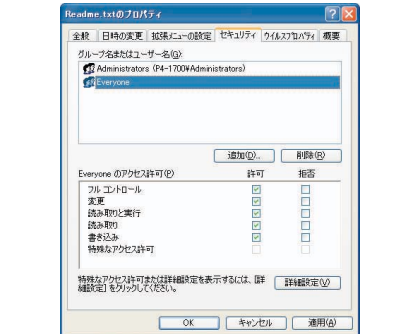 Readme.txtのプロパティ
全般 日時の変更 拡張メニューの設定 セキュリティ ウイルスプロパティ 概要
グループ名またはユーザー名(G):
Administrators (P4-1700¥Administrators)
Everyone
追加(D)... 削除(R)
Everyone のアクセス許可(P) 許可 拒否
フル コントロール
変更
読み取りと実行
読み取り
書き込み
特殊なアクセス許可
特殊なアクセス許可または詳細設定を表示するには、[詳
細設定] をクリックしてください。 詳細設定(V)
OK キャンセル 適用(A)